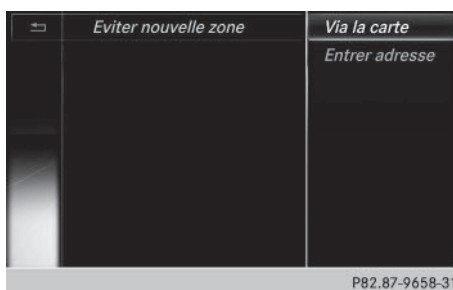 Eviter nouvelle zone
Via la carte
Entrer adresse
P82.87-9658-31